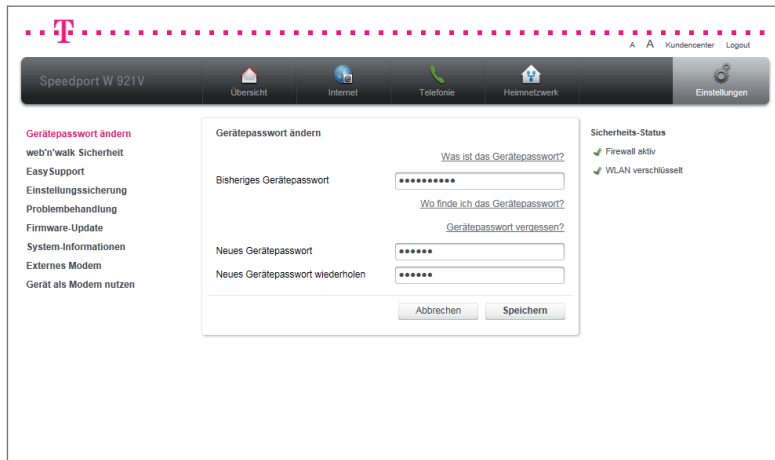 T
A A Kundencenter Logout
Speedport W 921V
Übersicht
Internet
Telefonie
Heimnetzwerk
Einstellungen
Gerätepasswort ändern
web'n'walk Sicherheit
EasySupport
Einstellungssicherung
Problembehandlung
Firmware-Update
System-Informationen
Externes Modem
Gerät als Modem nutzen
Gerätepasswort ändern
Was ist das Gerätepasswort?
Bisheriges Gerätepasswort ●●●●●●●●●●
Wo finde ich das Gerätepasswort?
Gerätepasswort vergessen?
Neues Gerätepasswort ●●●●●●
Neues Gerätepasswort wiederholen ●●●●●●
Abbrechen Speichern
Sicherheits-Status
Firewall aktiv
WLAN verschlüsselt